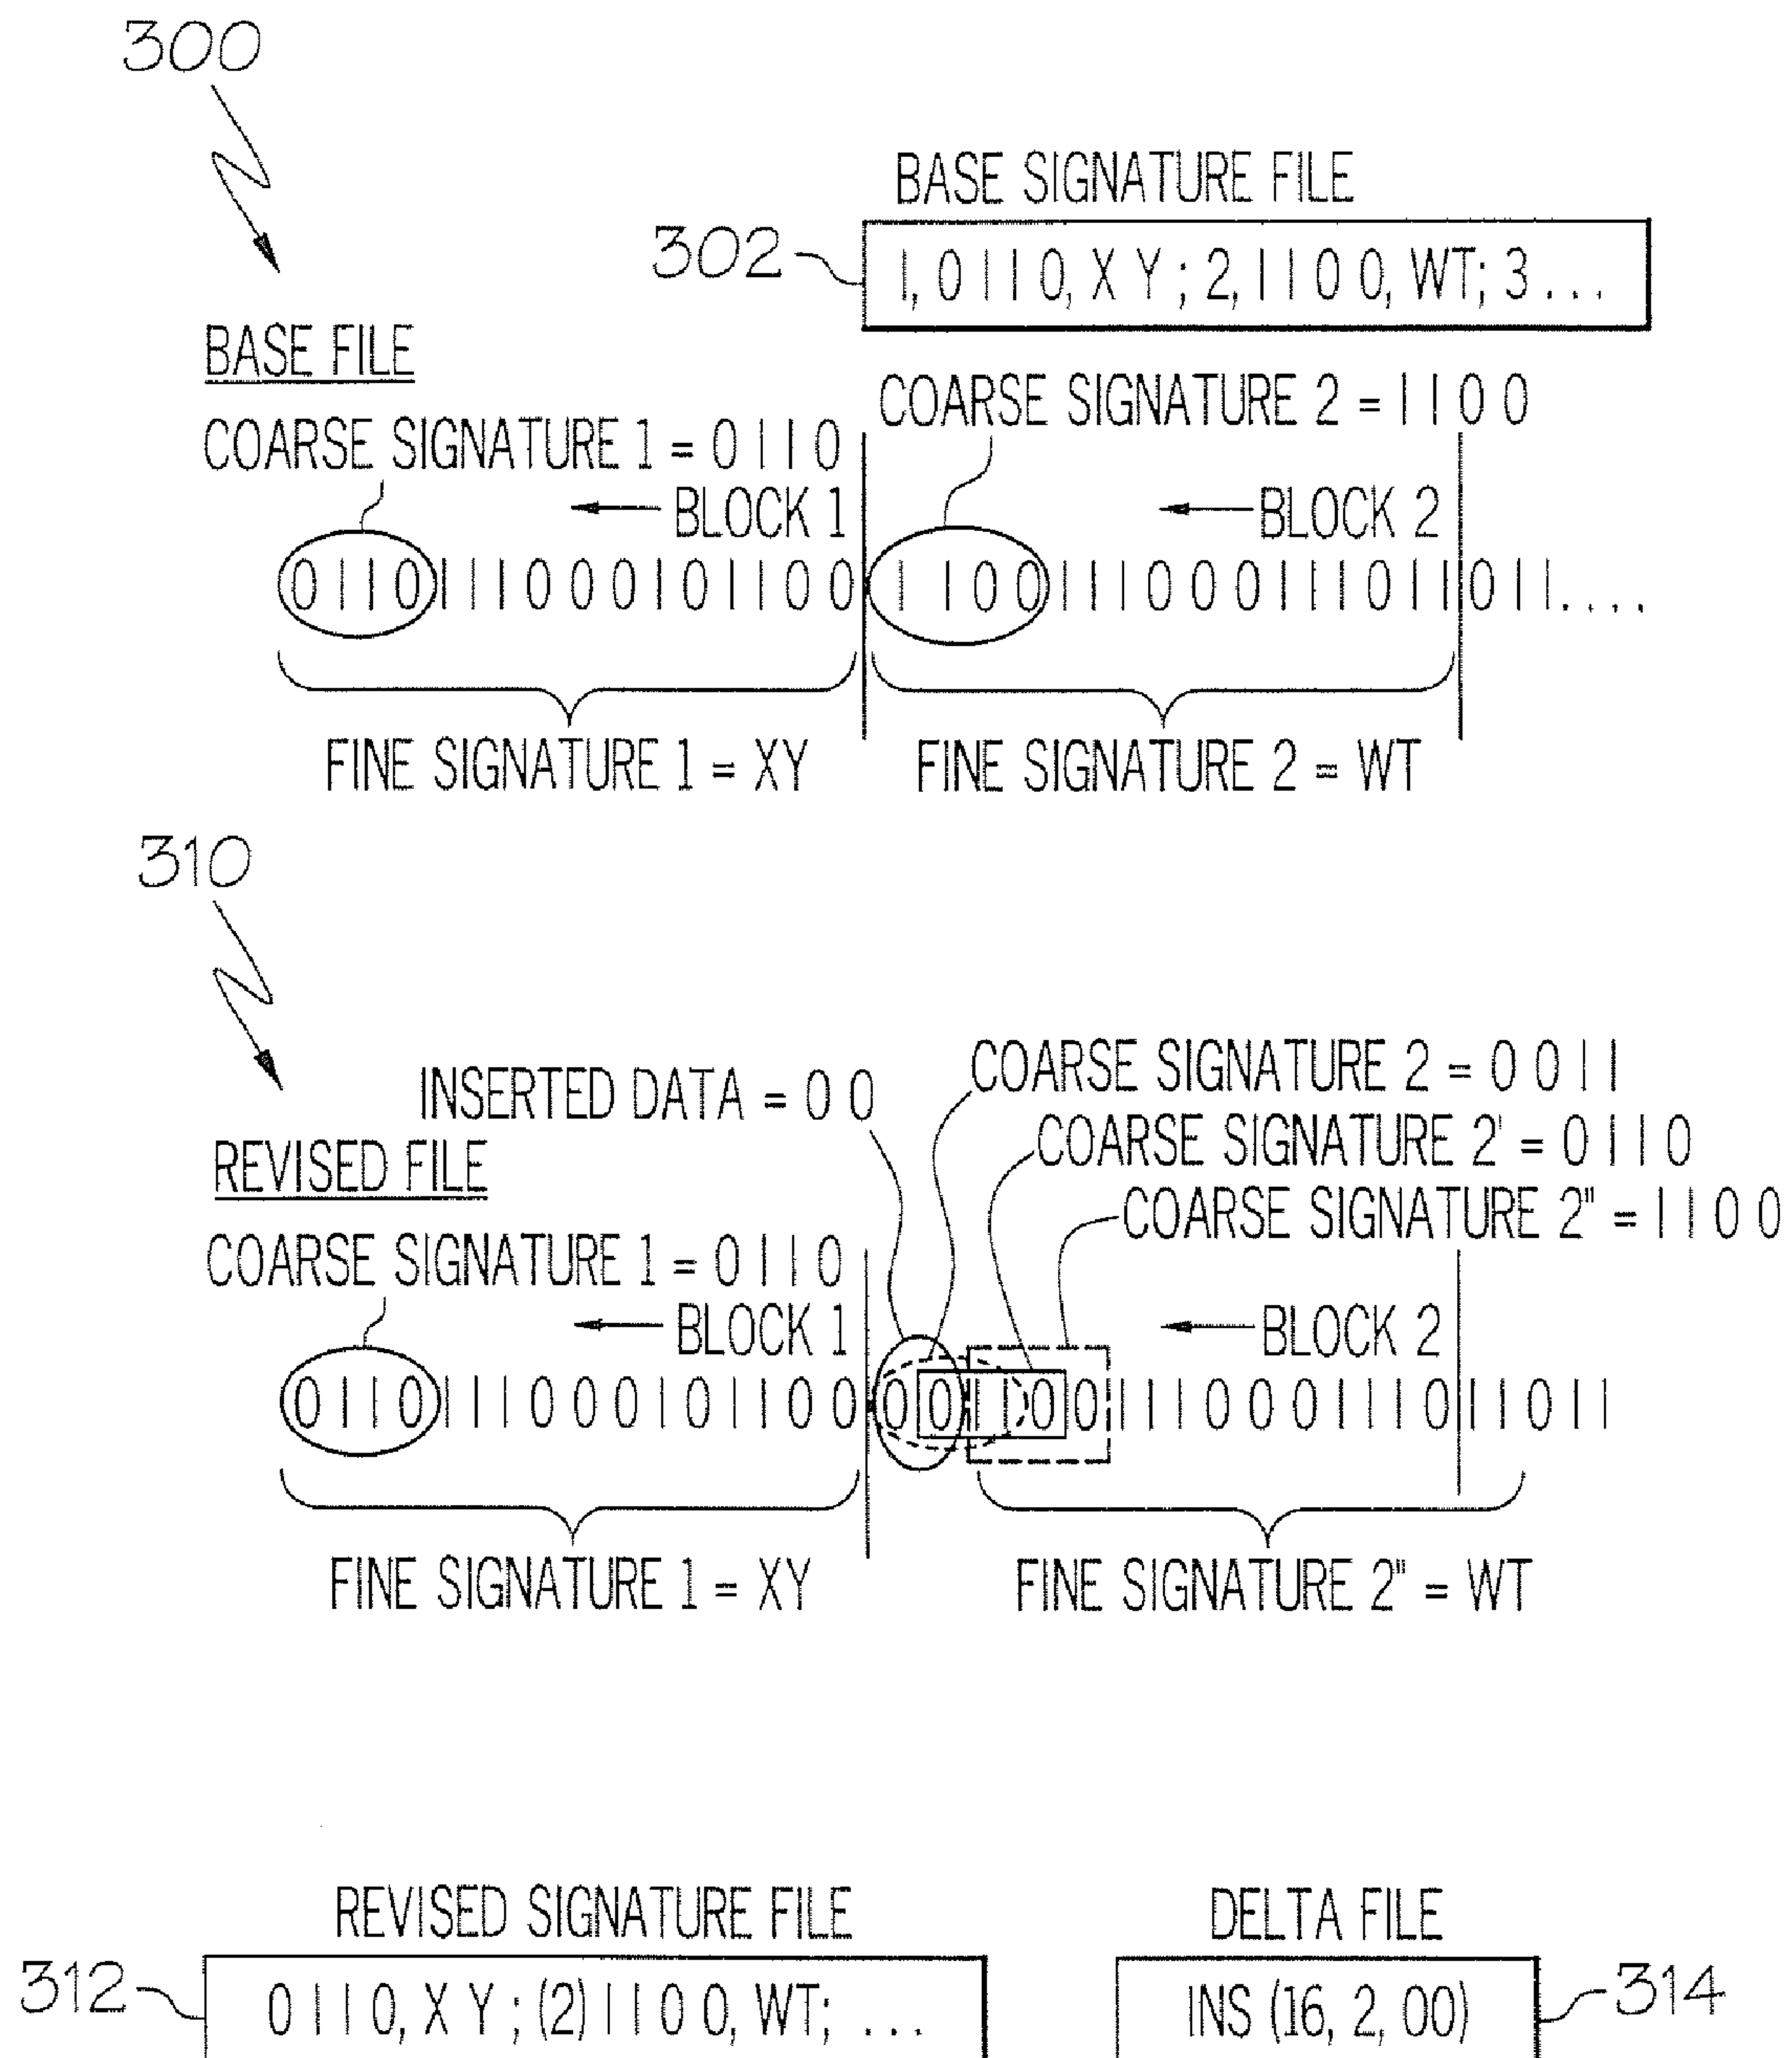 300
BASE SIGNATURE FILE
302
1, 0 1 1 0, X Y ; 2, 1 1 0 0, WT; 3 . . .
BASE FILE
COARSE SIGNATURE 2 = 1 1 0 0
COARSE SIGNATURE 1 = 0 1 1 0
BLOCK 1
BLOCK 2
0 1 1 0 1 1 1 0 0 0 1 0 1 1 0 0 1 1 0 0 1 1 1 0 0 0 1 1 1 0 1 1 0 1 1 . . . .
FINE SIGNATURE 1 = XY
FINE SIGNATURE 2 = WT
310
COARSE SIGNATURE 2 = 0 0 1 1
INSERTED DATA = 0 0
COARSE SIGNATURE 2' = 0 1 1 0
REVISED FILE
COARSE SIGNATURE 2" = 1 1 0 0
COARSE SIGNATURE 1 = 0 1 1 0
BLOCK 1
BLOCK 2
0 1 1 0 1 1 1 0 0 0 1 0 1 1 0 0 0 0 1 1 0 0 1 1 1 0 0 0 1 1 1 0 1 1 0 1 1
FINE SIGNATURE 1 = XY
FINE SIGNATURE 2" = WT
REVISED SIGNATURE FILE
DELTA FILE
312
0 1 1 0, X Y ; (2) 1 1 0 0, WT; . . .
INS (16, 2, 00)
314